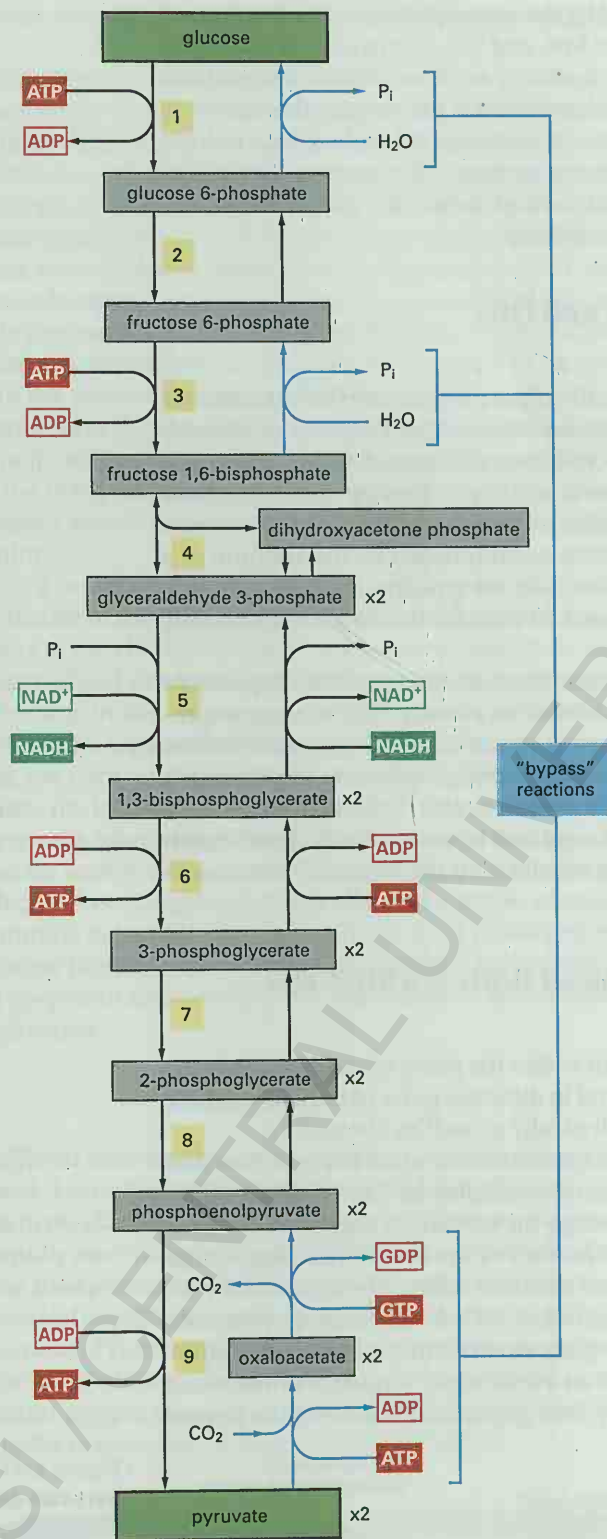 glucose
ATP
ADP
1
Pi
H2O
glucose 6-phosphate
2
fructose 6-phosphate
ATP
ADP
3
Pi
H2O
fructose 1,6-bisphosphate
4
dihydroxyacetone phosphate
glyceraldehyde 3-phosphate x2
Pi
NAD+
NADH
5
Pi
NAD+
NADH
"bypass"
reactions
1,3-bisphosphoglycerate x2
ADP
ATP
6
ADP
ATP
3-phosphoglycerate x2
7
2-phosphoglycerate x2
8
phosphoenolpyruvate x2
CO2
GDP
GTP
ADP
ATP
9
oxaloacetate x2
CO2
ADP
ATP
pyruvate x2
SI / CENTRAL UNIVER